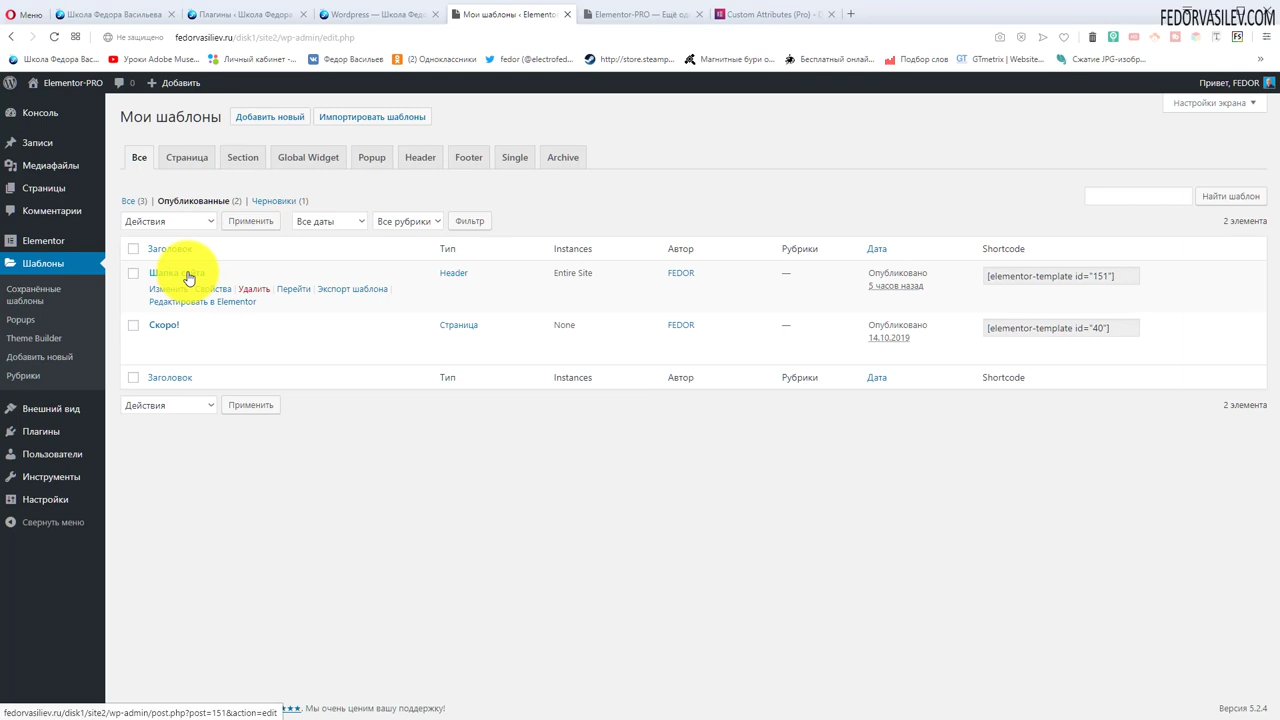 Меню
Школа Федора Васильева
Плагины ‹ Школа Федора
Wordpress — Школа Фед
Мои шаблоны ‹ Elementor
Elementor-PRO — Ещё од
Custom Attributes (Pro) - D
FEDORVASILEV.COM
Не защищено
fedorvasiliev.ru/disk1/site2/wp-admin/edit.php
Школа Федора Вас...
Уроки Adobe Muse...
Личный кабинет -...
Федор Васильев
(2) Одноклассники
fedor (@electrofed...
http://store.steamp...
Магнитные бури о...
Бесплатный онлай...
Подбор слов
GTmetrix | Website...
Сжатие JPG-изобр...
Elementor-PRO
0
Добавить
Привет, FEDOR
Консоль
Записи
Медиафайлы
Страницы
Комментарии
Elementor
Шаблоны
Сохранённые
шаблоны
Popups
Theme Builder
Добавить новый
Рубрики
Внешний вид
Плагины
Пользователи
Инструменты
Настройки
Свернуть меню
Настройки экрана
Мои шаблоны
Добавить новый
Импортировать шаблоны
Все
Страница
Section
Global Widget
Popup
Header
Footer
Single
Archive
Все (3) | Опубликованные (2) | Черновики (1)
Найти шаблон
Действия
Применить
Все даты
Все рубрики
Фильтр
2 элемента
Заголовок
Тип
Instances
Автор
Рубрики
Дата
Shortcode
Шапка сайта
Header
Entire Site
FEDOR
—
Опубликовано
5 часов назад
[elementor-template id="151"]
Изменить | Свойства | Удалить | Перейти | Экспорт шаблона |
Редактировать в Elementor
Скоро!
Страница
None
FEDOR
—
Опубликовано
14.10.2019
[elementor-template id="40"]
Заголовок
Тип
Instances
Автор
Рубрики
Дата
Shortcode
Действия
Применить
2 элемента
★★★. Мы очень ценим вашу поддержку!
Версия 5.2.4
fedorvasiliev.ru/disk1/site2/wp-admin/post.php?post=151&action=edit